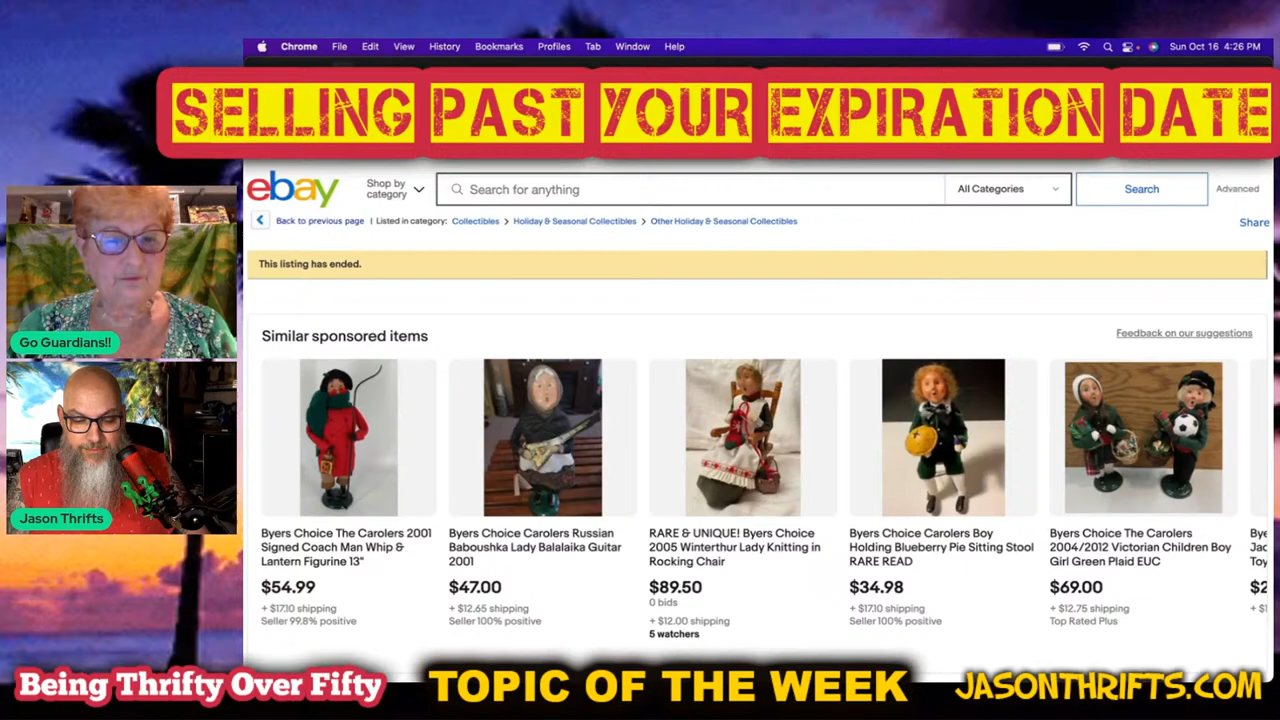 Chrome File Edit View History Bookmarks Profiles Tab Window Help Sun Oct 16 4:26 PM
SELLING PAST YOUR EXPIRATION DATE
ebay Shop by category Search for anything All Categories Search Advanced
Back to previous page | Listed in category: Collectibles > Holiday & Seasonal Collectibles > Other Holiday & Seasonal Collectibles
Share
This listing has ended.
Similar sponsored items
Feedback on our suggestions
Byers Choice The Carolers 2001
Signed Coach Man Whip &
Lantern Figurine 13"
$54.99
+ $17.10 shipping
Seller 99.8% positive
Byers Choice Carolers Russian
Baboushka Lady Balalaika Guitar
2001
$47.00
+ $12.65 shipping
Seller 100% positive
RARE & UNIQUE! Byers Choice
2005 Winterthur Lady Knitting in
Rocking Chair
$89.50
0 bids
+ $12.00 shipping
5 watchers
Byers Choice Carolers Boy
Holding Blueberry Pie Sitting Stool
RARE READ
$34.98
+ $17.10 shipping
Seller 100% positive
Byers Choice The Carolers
2004/2012 Victorian Children Boy
Girl Green Plaid EUC
$69.00
+ $12.75 shipping
Top Rated Plus
Go Guardians!!
Jason Thrifts
Being Thrifty Over Fifty
TOPIC OF THE WEEK
JASONTHRIFTS.COM